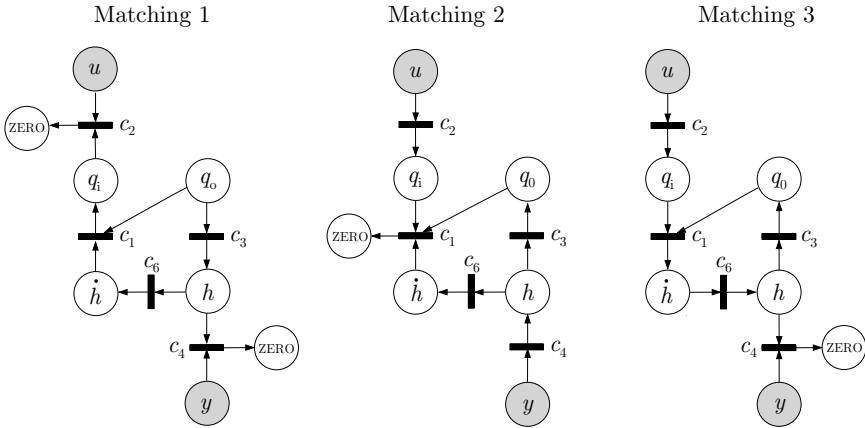 Matching 1
u
ZERO
c₂
qᵢ
qₒ
c₁
c₃
c₆
ḣ
h
c₄
ZERO
y
Matching 2
u
c₂
qᵢ
q₀
ZERO
c₁
c₃
c₆
ḣ
h
c₄
y
Matching 3
u
c₂
qᵢ
q₀
c₁
c₃
c₆
ḣ
h
c₄
ZERO
y